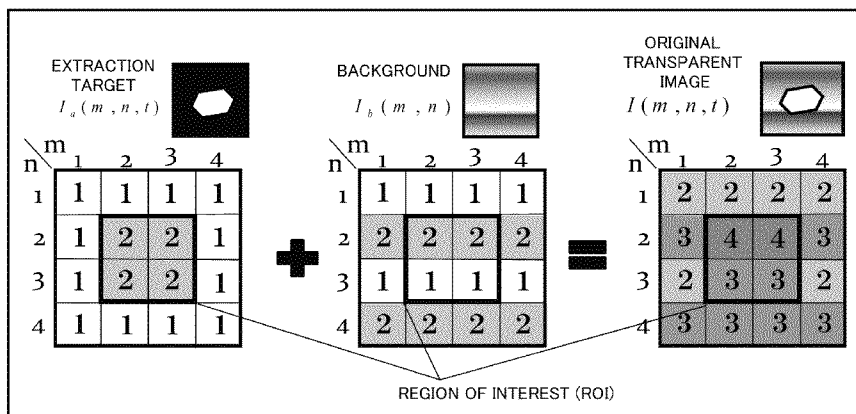 EXTRACTION TARGET
I_a(m,n,t)
BACKGROUND
I_b(m,n)
ORIGINAL TRANSPARENT IMAGE
I(m,n,t)
m
n
1 2 3 4
1 1 1 1 1
2 1 2 2 1
3 1 2 2 1
4 1 1 1 1
+
m
n
1 2 3 4
1 1 1 1 1
2 2 2 2 2
3 1 1 1 1
4 2 2 2 2
=
m
n
1 2 3 4
1 2 2 2 2
2 3 4 4 3
3 2 3 3 2
4 3 3 3 3
REGION OF INTEREST (ROI)